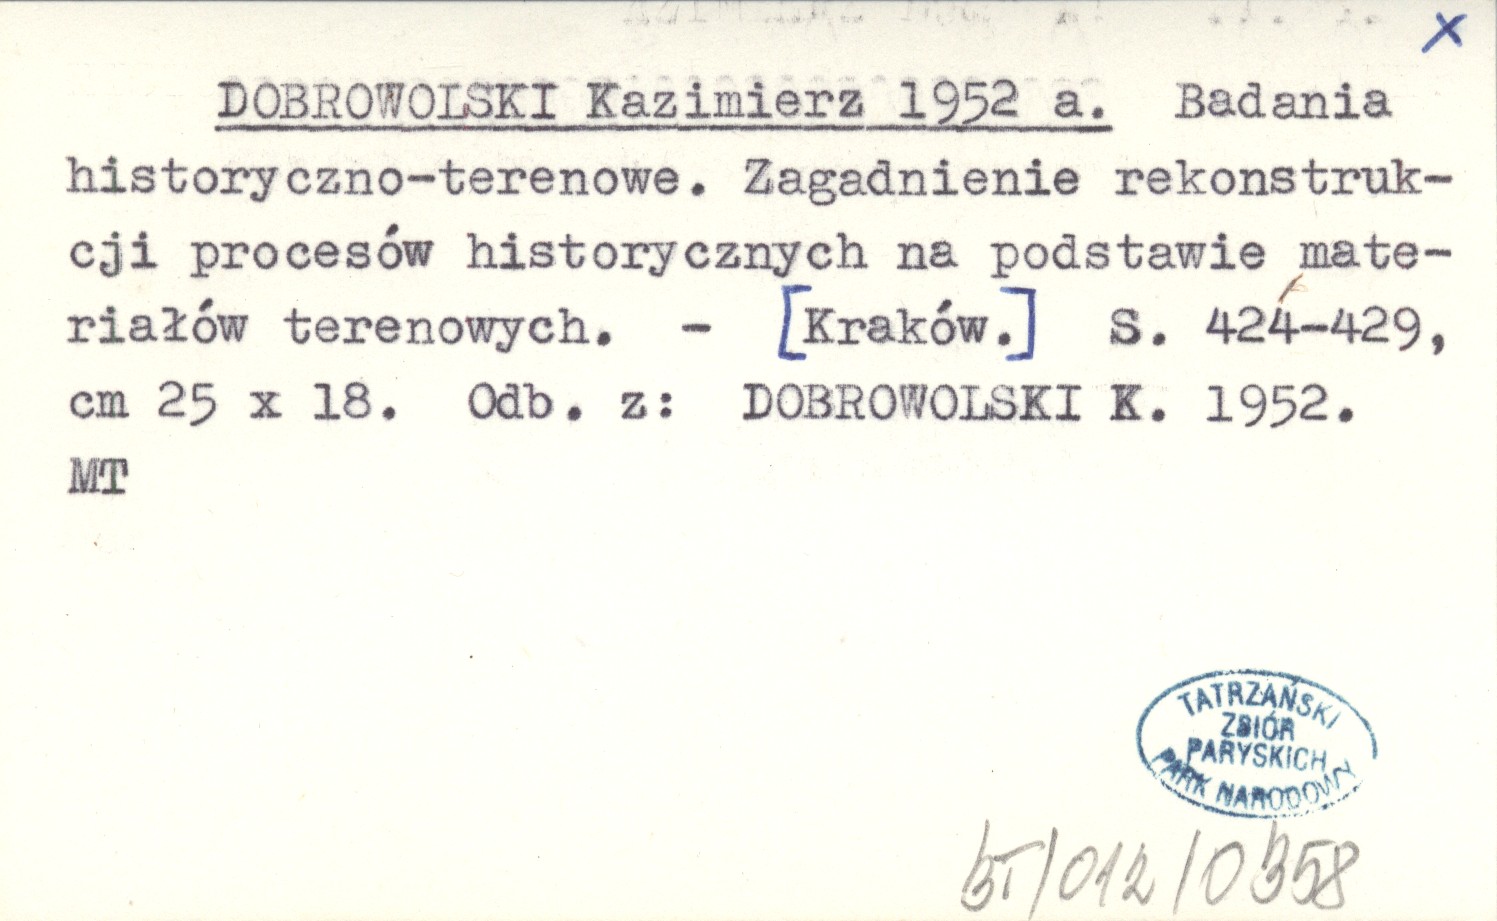 x
DOBROWOLSKI Kazimierz 1952 a. Badania
historyczno-terenowe. Zagadnienie rekonstruk-
cji procesów historycznych na podstawie mate-
riałów terenowych. - [Kraków.] S. 424-429,
cm 25 x 18. Odb. z: DOBROWOLSKI K. 1952.
MT
TATRZAŃSKI
ZBIÓR
PARYSKICH
PARK NARODOWY
/012/0358